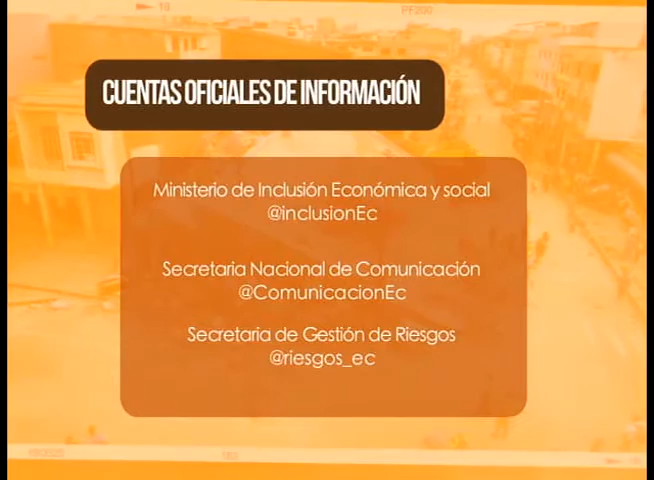 CUENTAS OFICIALES DE INFORMACIÓN
Ministerio de Inclusión Económica y social
@inclusionEc
Secretaria Nacional de Comunicación
@ComunicacionEc
Secretaria de Gestión de Riesgos
@riesgos_ec